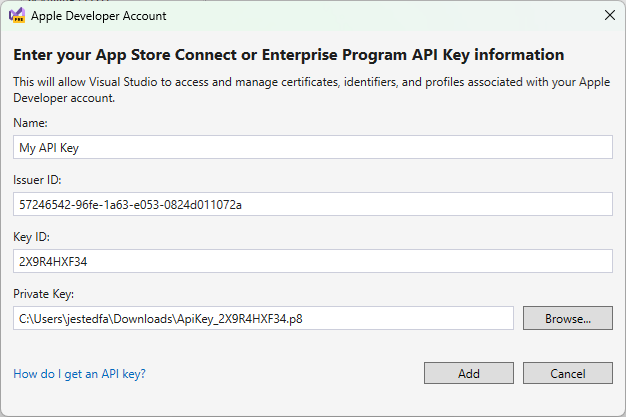 Apple Developer Account
Enter your App Store Connect or Enterprise Program API Key information
This will allow Visual Studio to access and manage certificates, identifiers, and profiles associated with your Apple
Developer account.
Name:
My API Key
Issuer ID:
57246542-96fe-1a63-e053-0824d011072a
Key ID:
2X9R4HXF34
Private Key:
C:\Users\jestedfa\Downloads\ApiKey_2X9R4HXF34.p8
Browse...
How do I get an API key?
Add
Cancel